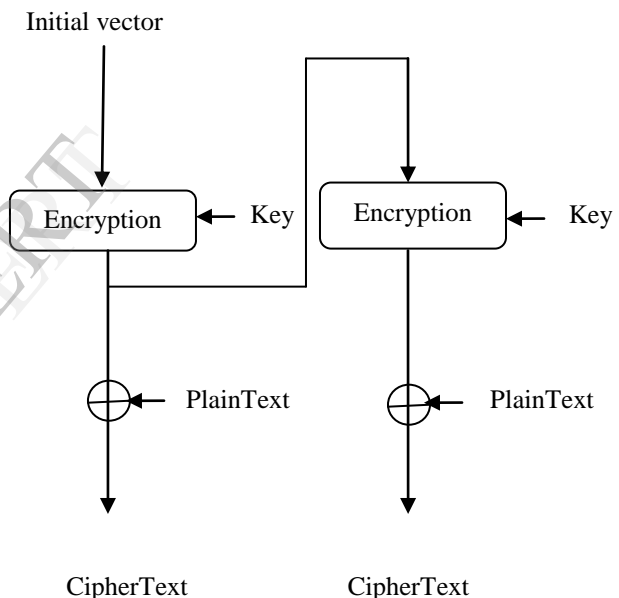 Initial vector
Encryption
Key
Encryption
Key
PlainText
PlainText
CipherText
CipherText